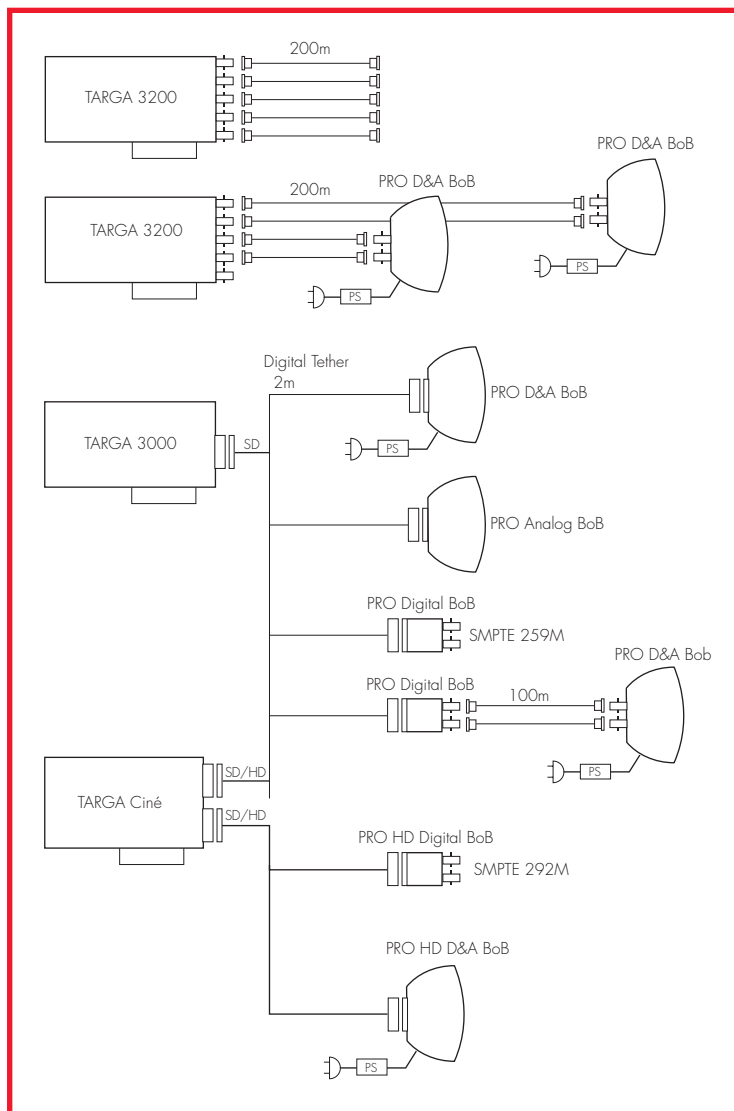 200m
TARGA 3200
PRO D&A BoB
PRO D&A BoB
200m
TARGA 3200
PS
PS
Digital Tether
2m
PRO D&A BoB
TARGA 3000
SD
PS
PRO Analog BoB
PRO Digital BoB
SMPTE 259M
PRO D&A Bob
PRO Digital BoB
100m
PS
SD/HD
TARGA Ciné
SD/HD
PRO HD Digital BoB
SMPTE 292M
PRO HD D&A BoB
PS